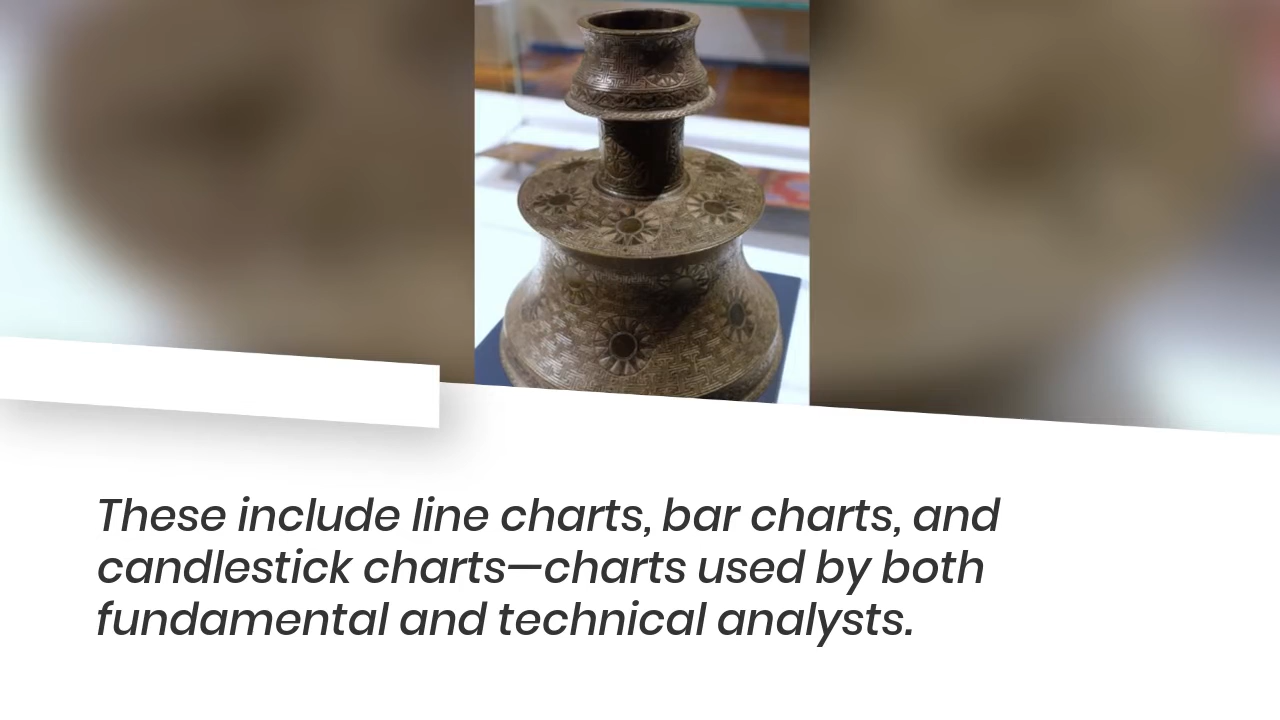 These include line charts, bar charts, and
candlestick charts—charts used by both
fundamental and technical analysts.